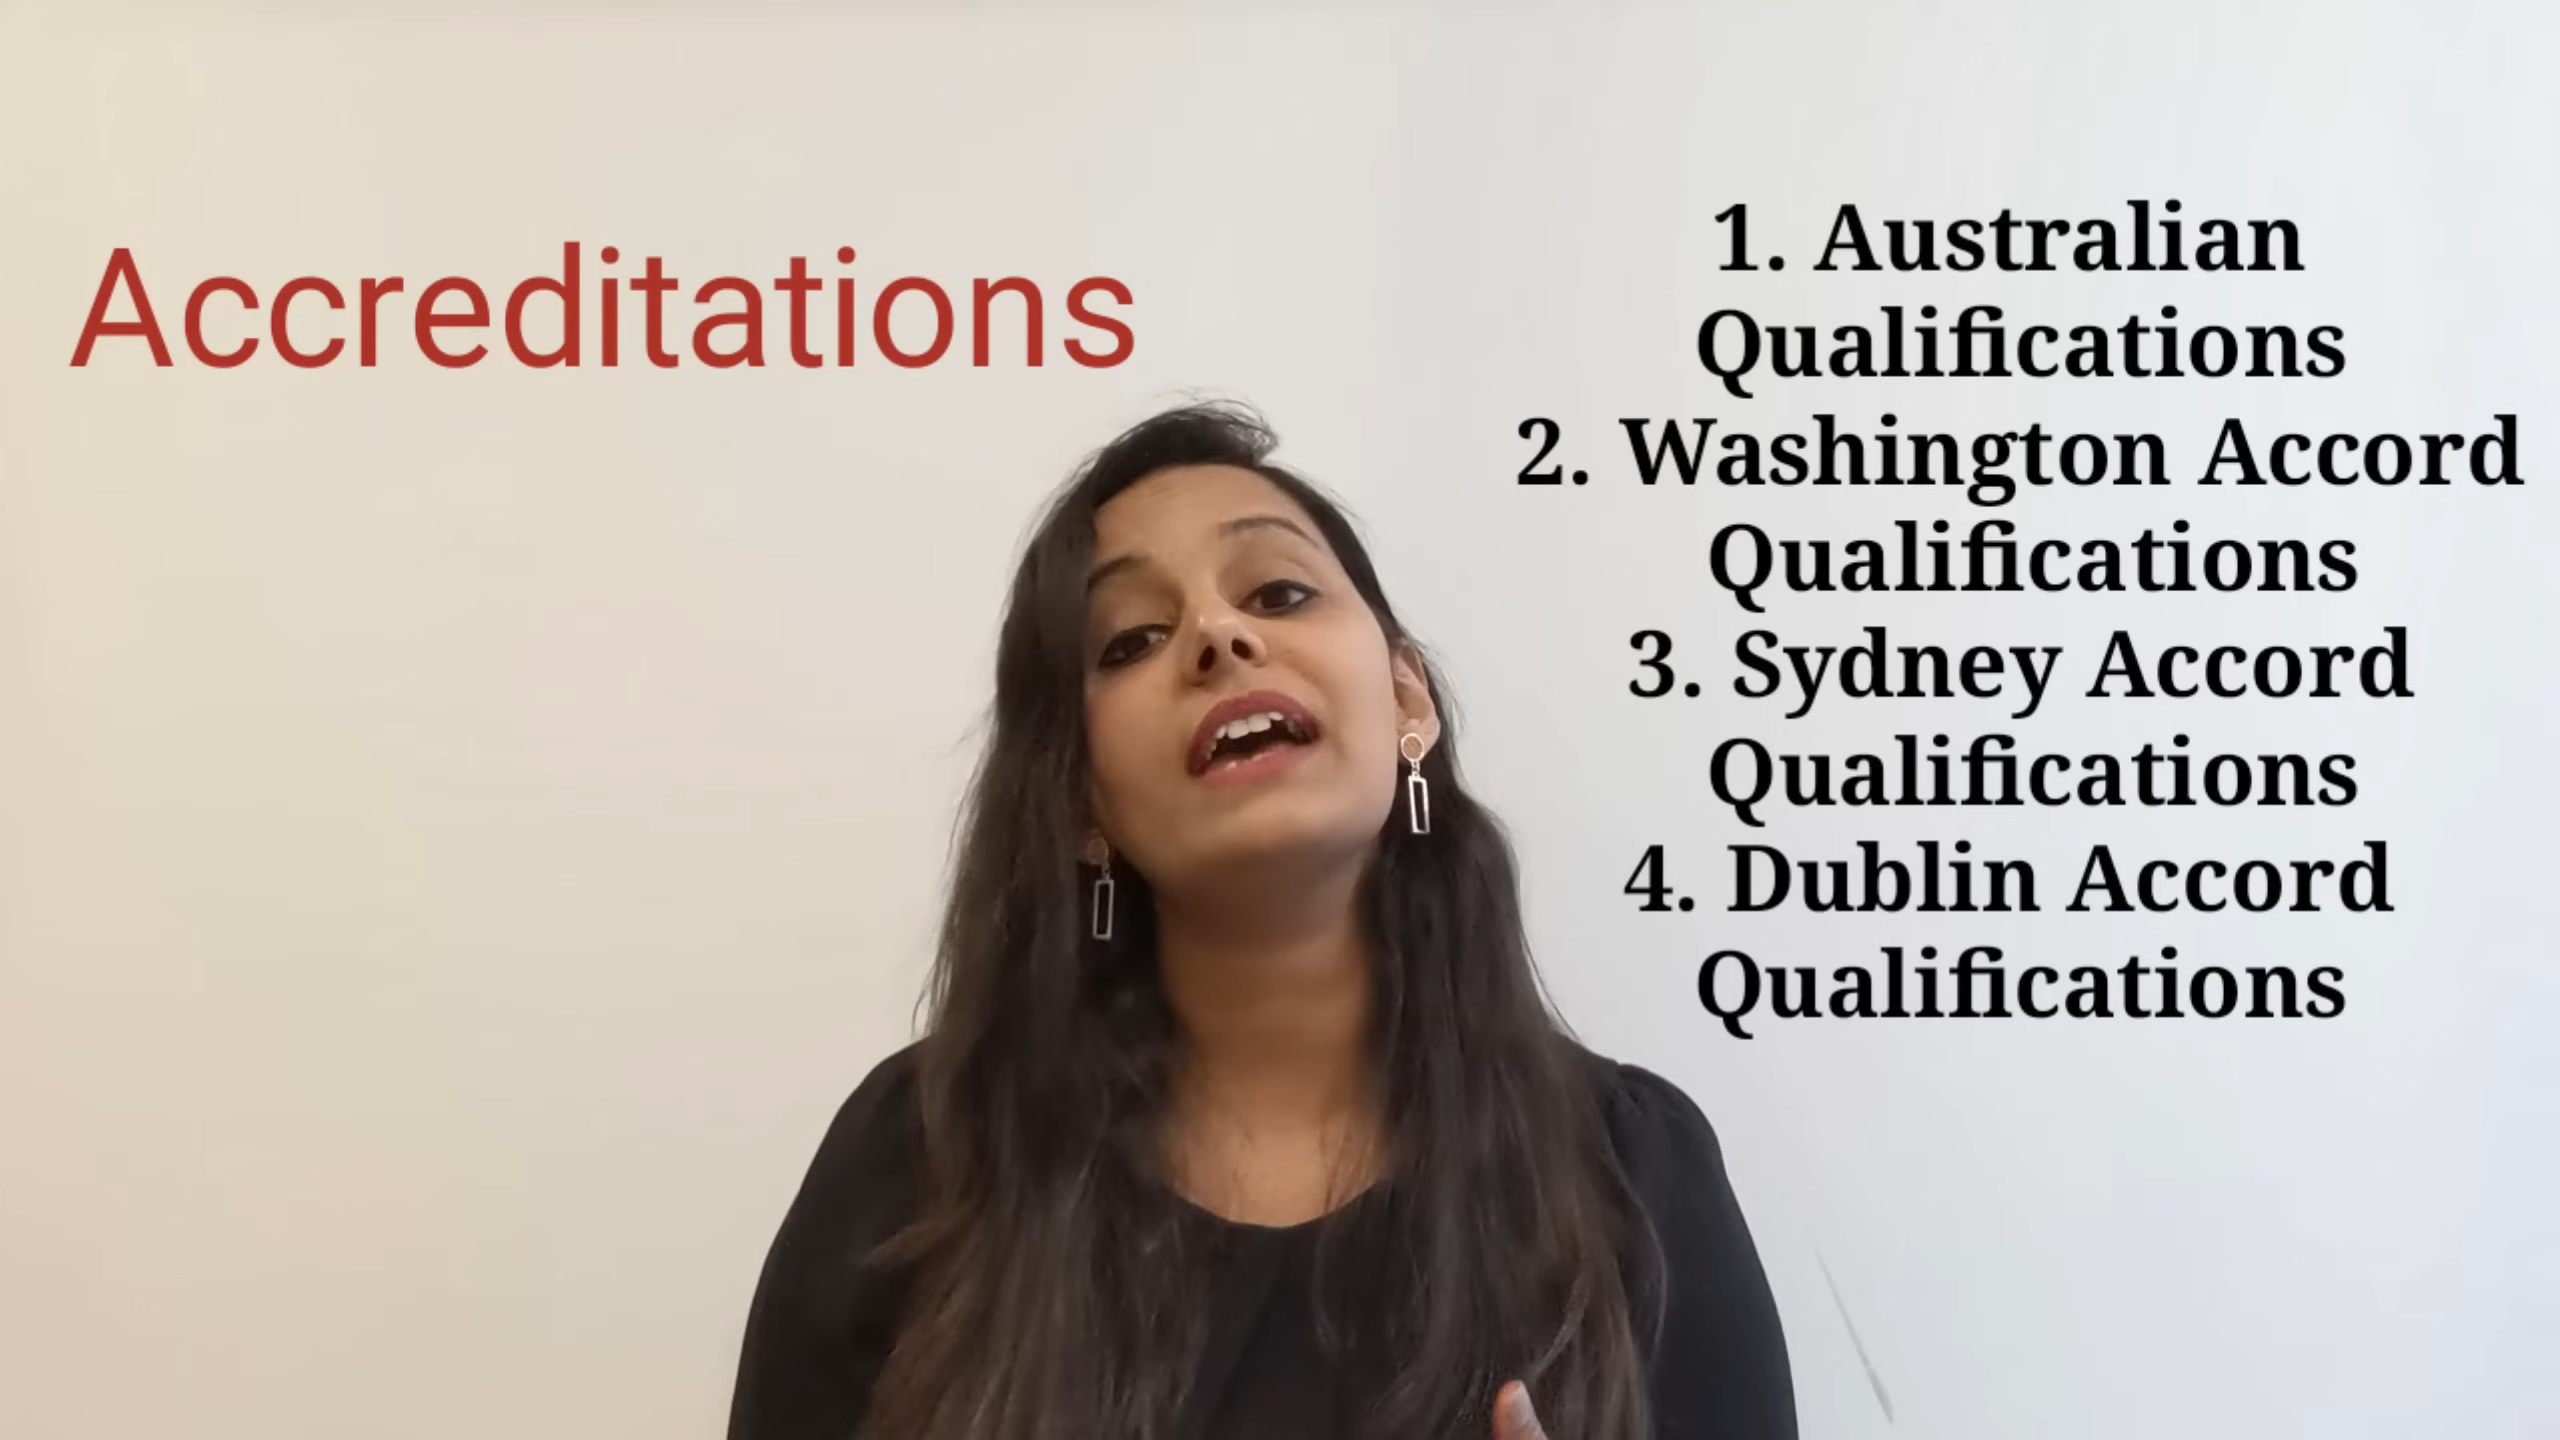 Accreditations
1. Australian
Qualifications
2. Washington Accord
Qualifications
3. Sydney Accord
Qualifications
4. Dublin Accord
Qualifications